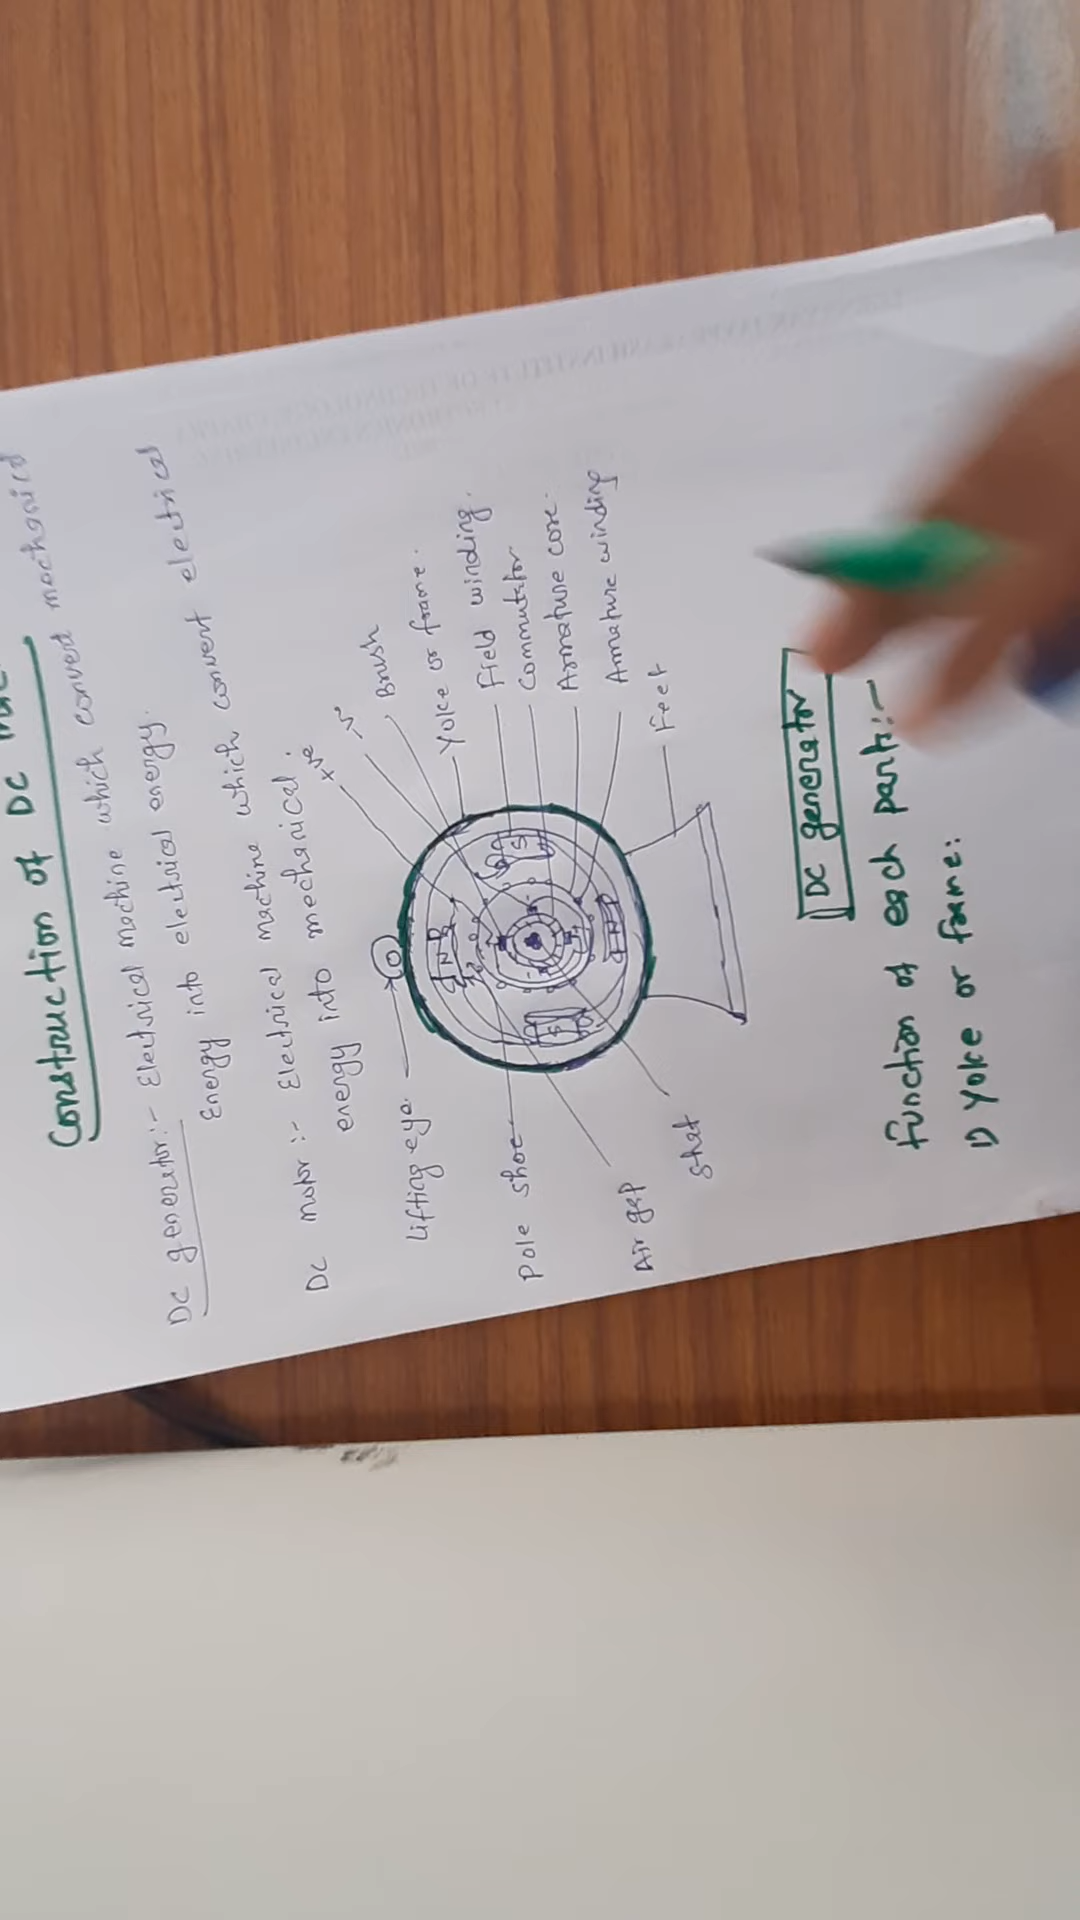 Construction of DC
DC generator:- Electrical machine which convert mechanical
Energy into electrical energy.
DC motor :- Electrical machine which convert electrical
energy into mechanical.
+ve
-ve
Brush
Yoke or frame.
Field winding.
Commutator
Armature core.
Armature winding
Feet
Lifting eye
Pole shoe
Air gap
Shat
N
S
S
N
DC generator
Function of each part:-
1) Yoke or frame: